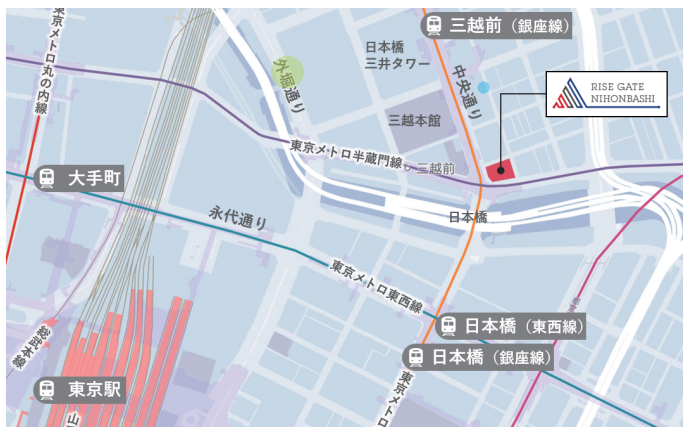 三越前（銀座線）
日本橋
三井タワー
外堀通り
中央通り
RISE GATE
NIHONBASHI
東京メトロ丸の内線
三越本館
東京メトロ半蔵門線
三越前
大手町
永代通り
日本橋
東京メトロ東西線
日本橋（東西線）
日本橋（銀座線）
総武本線
東京駅
山
東京メトロ